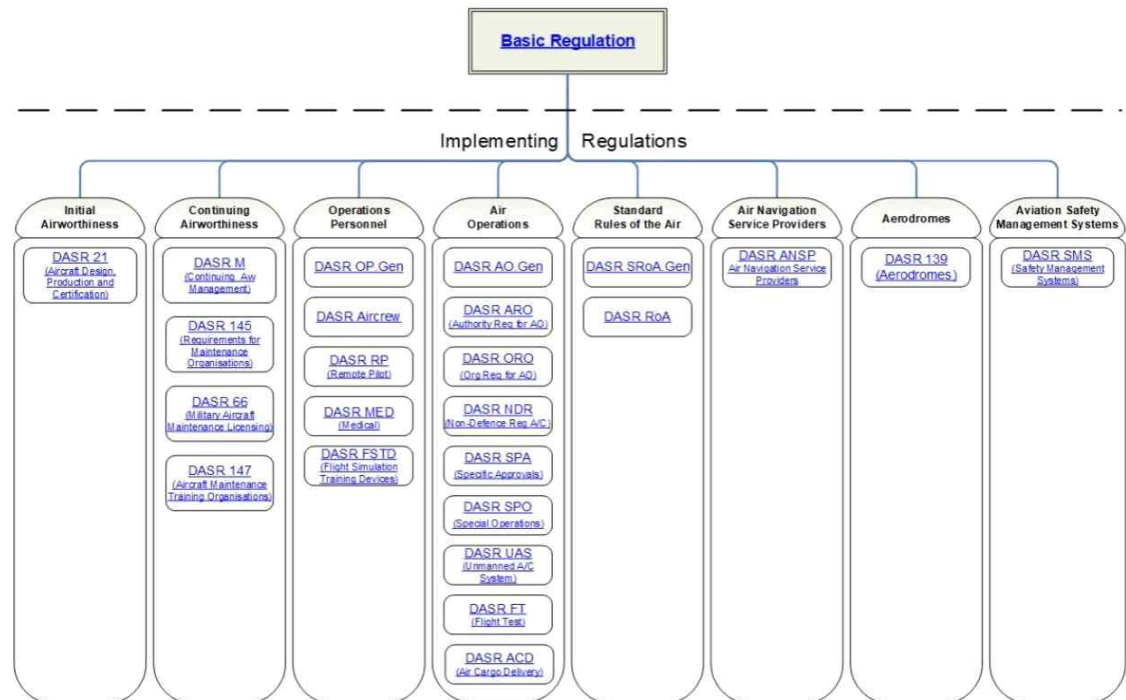 Basic Regulation
Implementing Regulations
Initial
Airworthiness
DASR 21
(Aircraft Design,
Production and
Certification)
Continuing
Airworthiness
DASR M
(Continuing Aw
Management)
DASR 145
(Requirements for
Maintenance
Organisations)
DASR 66
(Military Aircraft
Maintenance Licensing)
DASR 147
(Aircraft Maintenance
Training Organisations)
Operations
Personnel
DASR OP Gen
DASR Aircrew
DASR RP
(Remote Pilot)
DASR MED
(Medical)
DASR FSTD
(Flight Simulation
Training Devices)
Air
Operations
DASR AO Gen
DASR ARO
(Authority Req for AO)
DASR ORO
(Org Req for AO)
DASR NDR
(Non-Defence Reg A/C)
DASR SPA
(Specific Approvals)
DASR SPO
(Special Operations)
DASR UAS
(Unmanned A/C
System)
DASR FT
(Flight Test)
DASR ACD
(Air Cargo Delivery)
Standard
Rules of the Air
DASR SRoA Gen
DASR RoA
Air Navigation
Service Providers
DASR ANSP
Air Navigation Service
Providers
Aerodromes
DASR 139
(Aerodromes)
Aviation Safety
Management Systems
DASR SMS
(Safety Management
Systems)